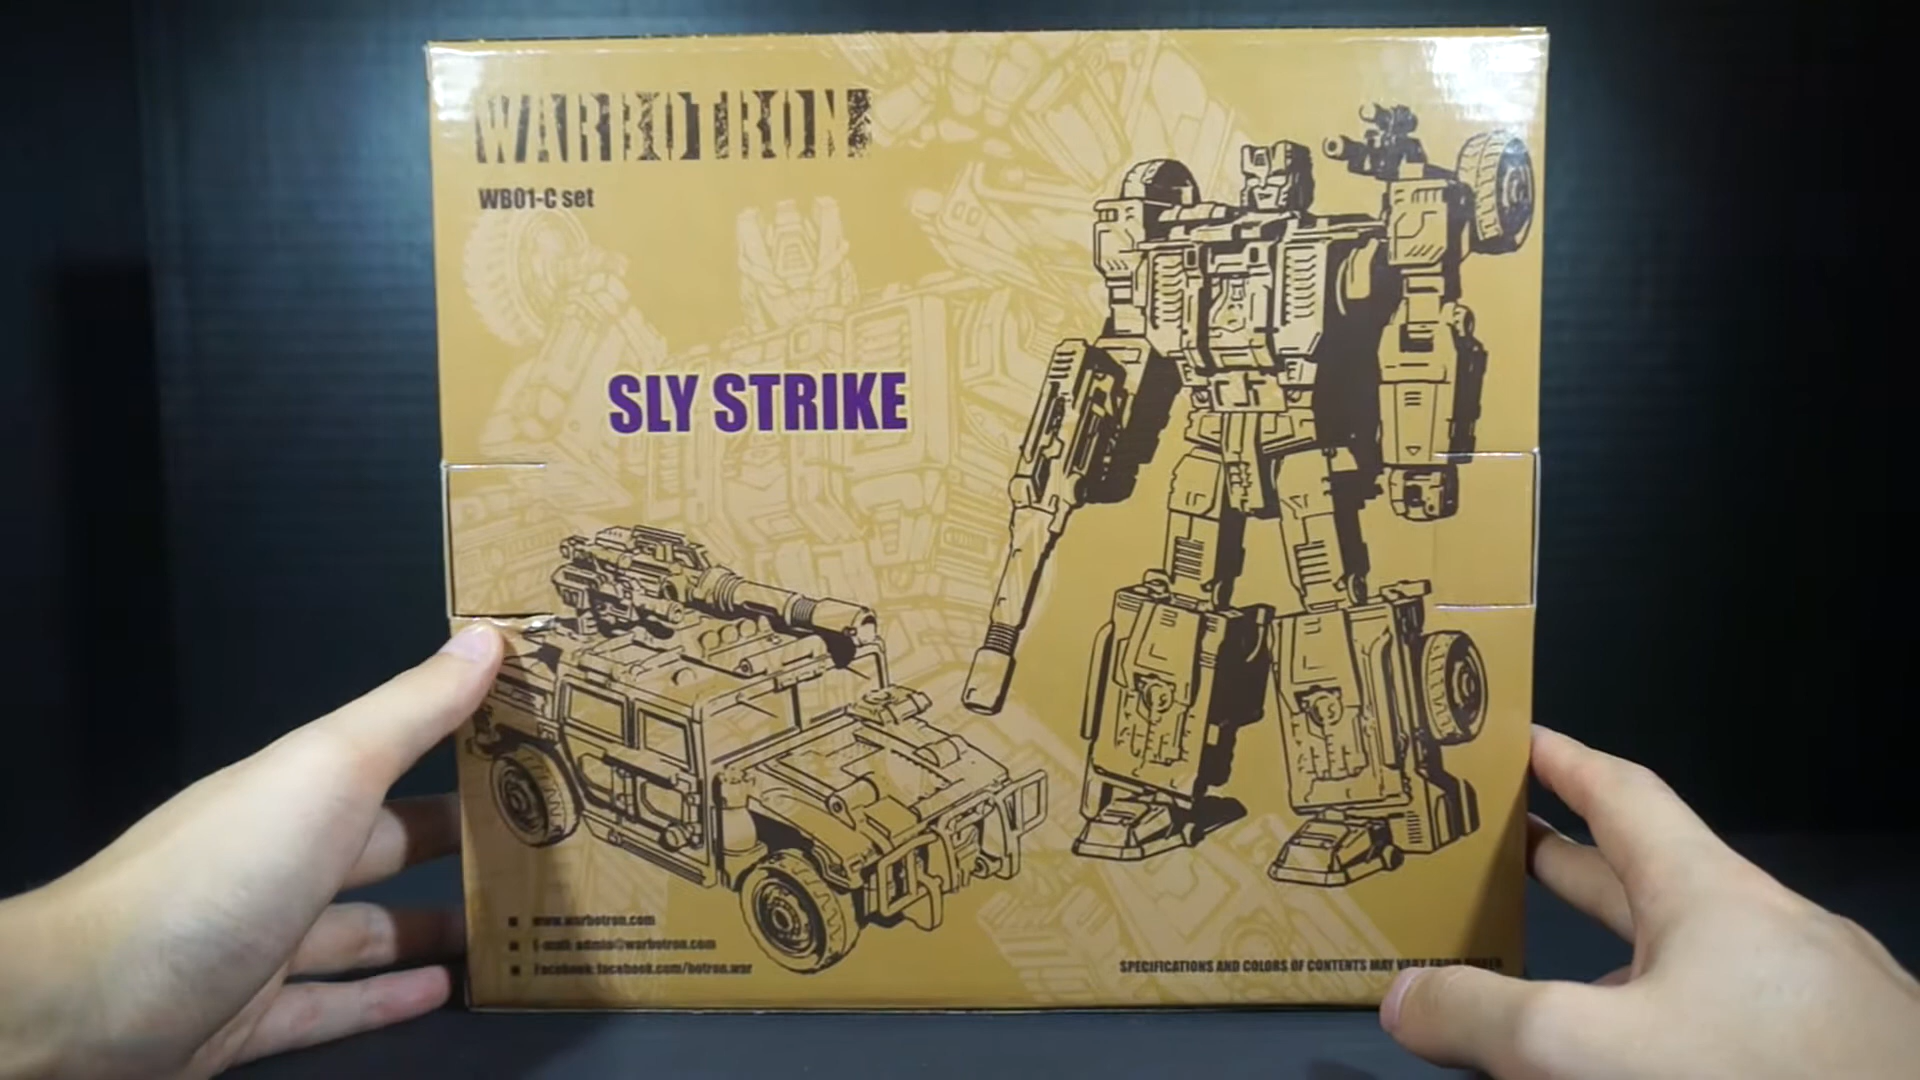 WARBOTRON
WB01-C set
SLY STRIKE
www.warbotron.com
E-mail: admin@warbotron.com
Facebook: facebook.com/botron.war
SPECIFICATIONS AND COLORS OF CONTENTS MAY VARY FROM